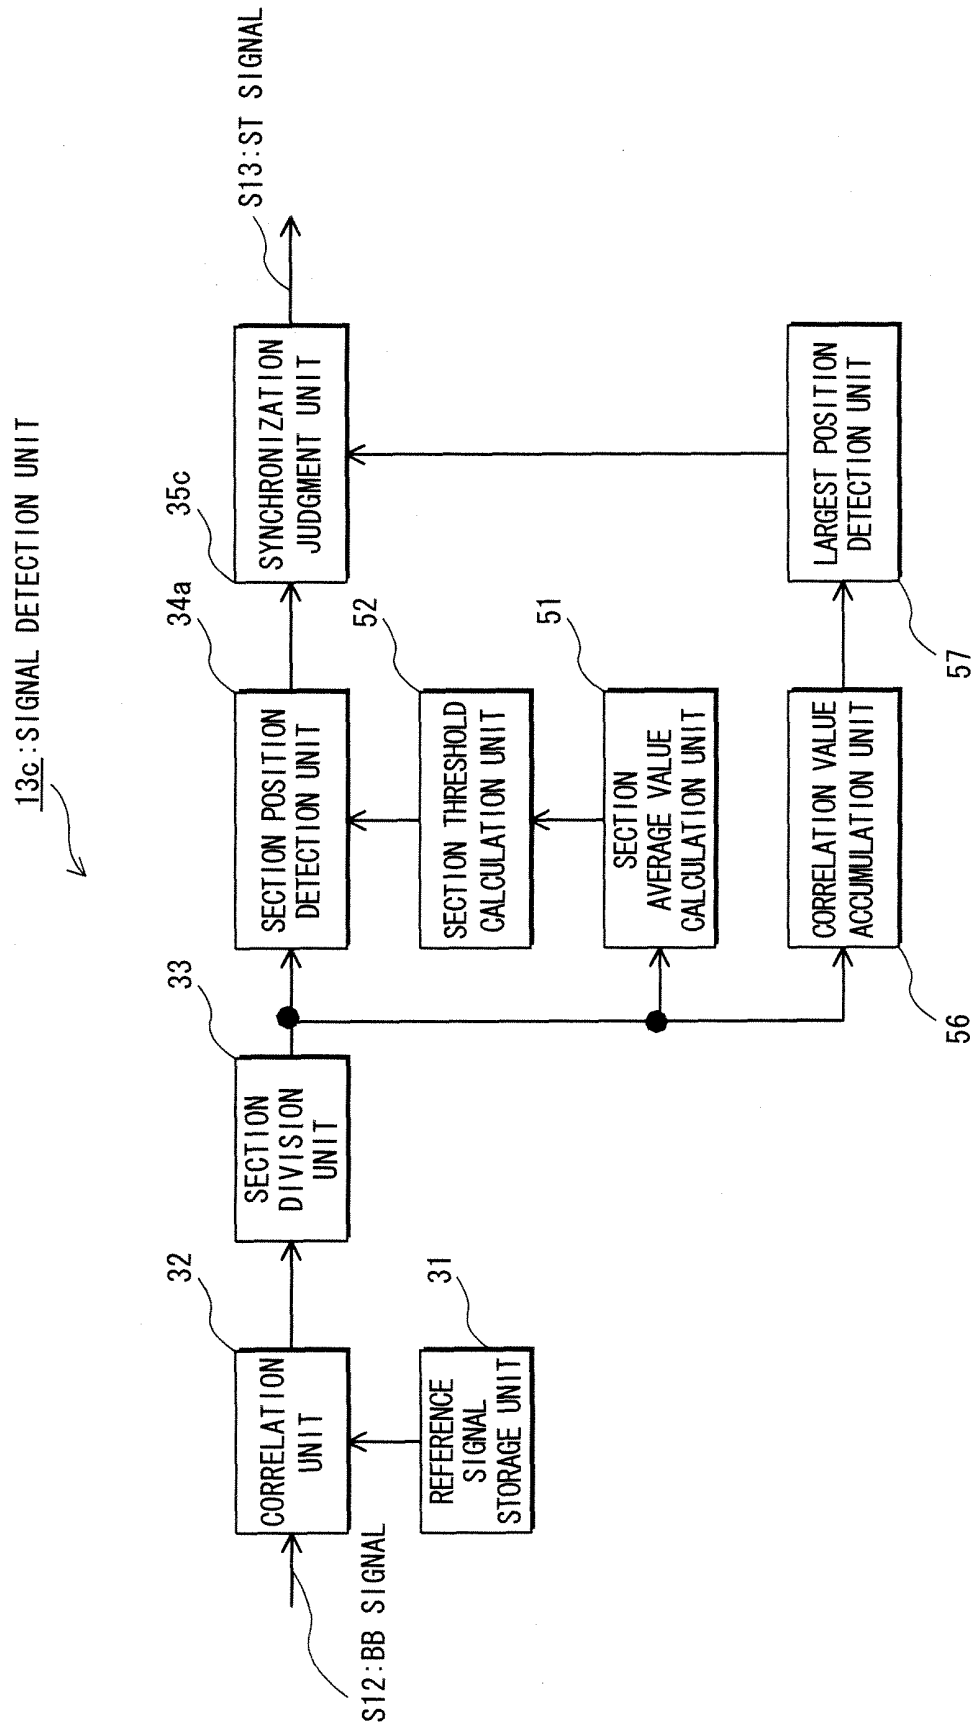 13c:SIGNAL DETECTION UNIT
S12:BB SIGNAL
32
CORRELATION
UNIT
31
REFERENCE
SIGNAL
STORAGE UNIT
33
SECTION
DIVISION
UNIT
34a
SECTION POSITION
DETECTION UNIT
52
SECTION THRESHOLD
CALCULATION UNIT
51
SECTION
AVERAGE VALUE
CALCULATION UNIT
CORRELATION VALUE
ACCUMULATION UNIT
56
35c
SYNCHRONIZATION
JUDGMENT UNIT
LARGEST POSITION
DETECTION UNIT
57
S13:ST SIGNAL